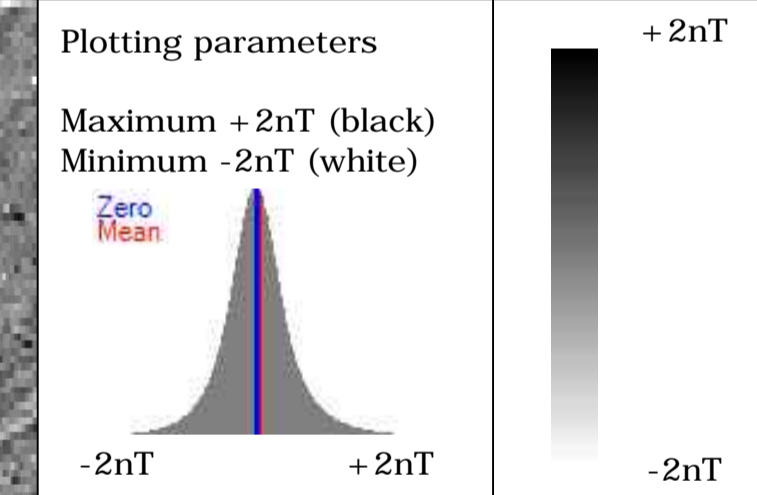 Plotting parameters
Maximum +2nT (black)
Minimum -2nT (white)
Zero
Mean
-2nT +2nT
+2nT
-2nT